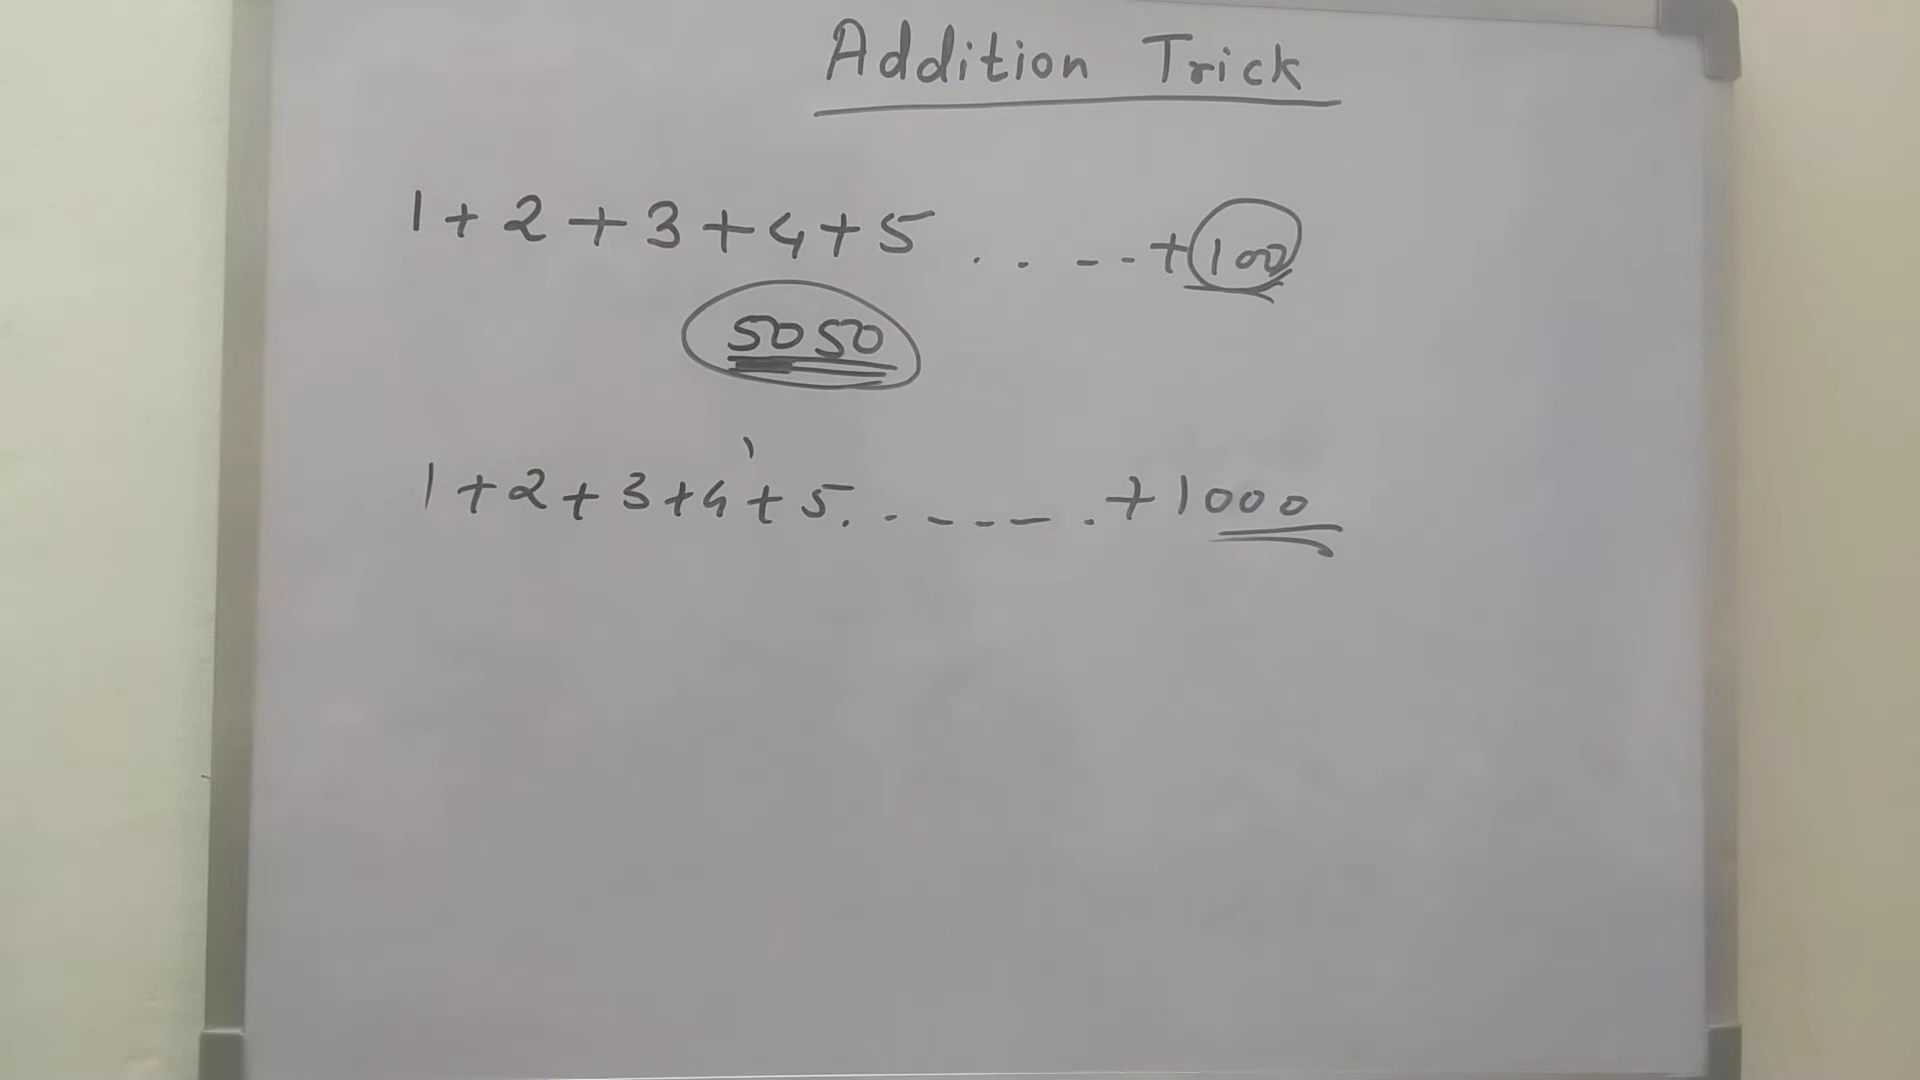 Addition Trick
1 + 2 + 3 + 4 + 5 . . - - - + 100
5050
1 + 2 + 3 + 4 + 5 . . - - - . + 1000